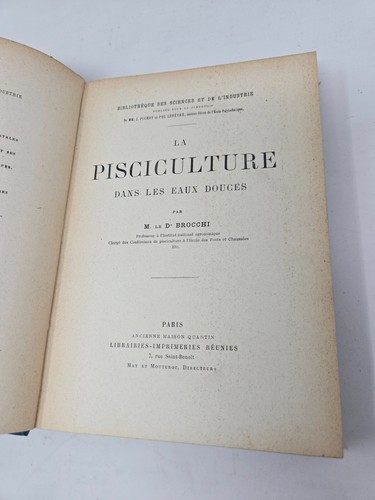 BIBLIOTHÈQUE DES SCIENCES ET DE L'INDUSTRIE
LA
PISCICULTURE
DANS LES EAUX DOUCES
PAR
M. LE Dr BROCCHI
Professeur à l'Institut national agronomique
Chargé des Conférences de pisciculture à l'École des Ponts et Chaussées
Etc.
PARIS
ANCIENNE MAISON QUANTIN
LIBRAIRIES-IMPRIMERIES RÉUNIES
7, rue Saint-Benoît
MAY ET MOTTEROZ, DIRECTEURS